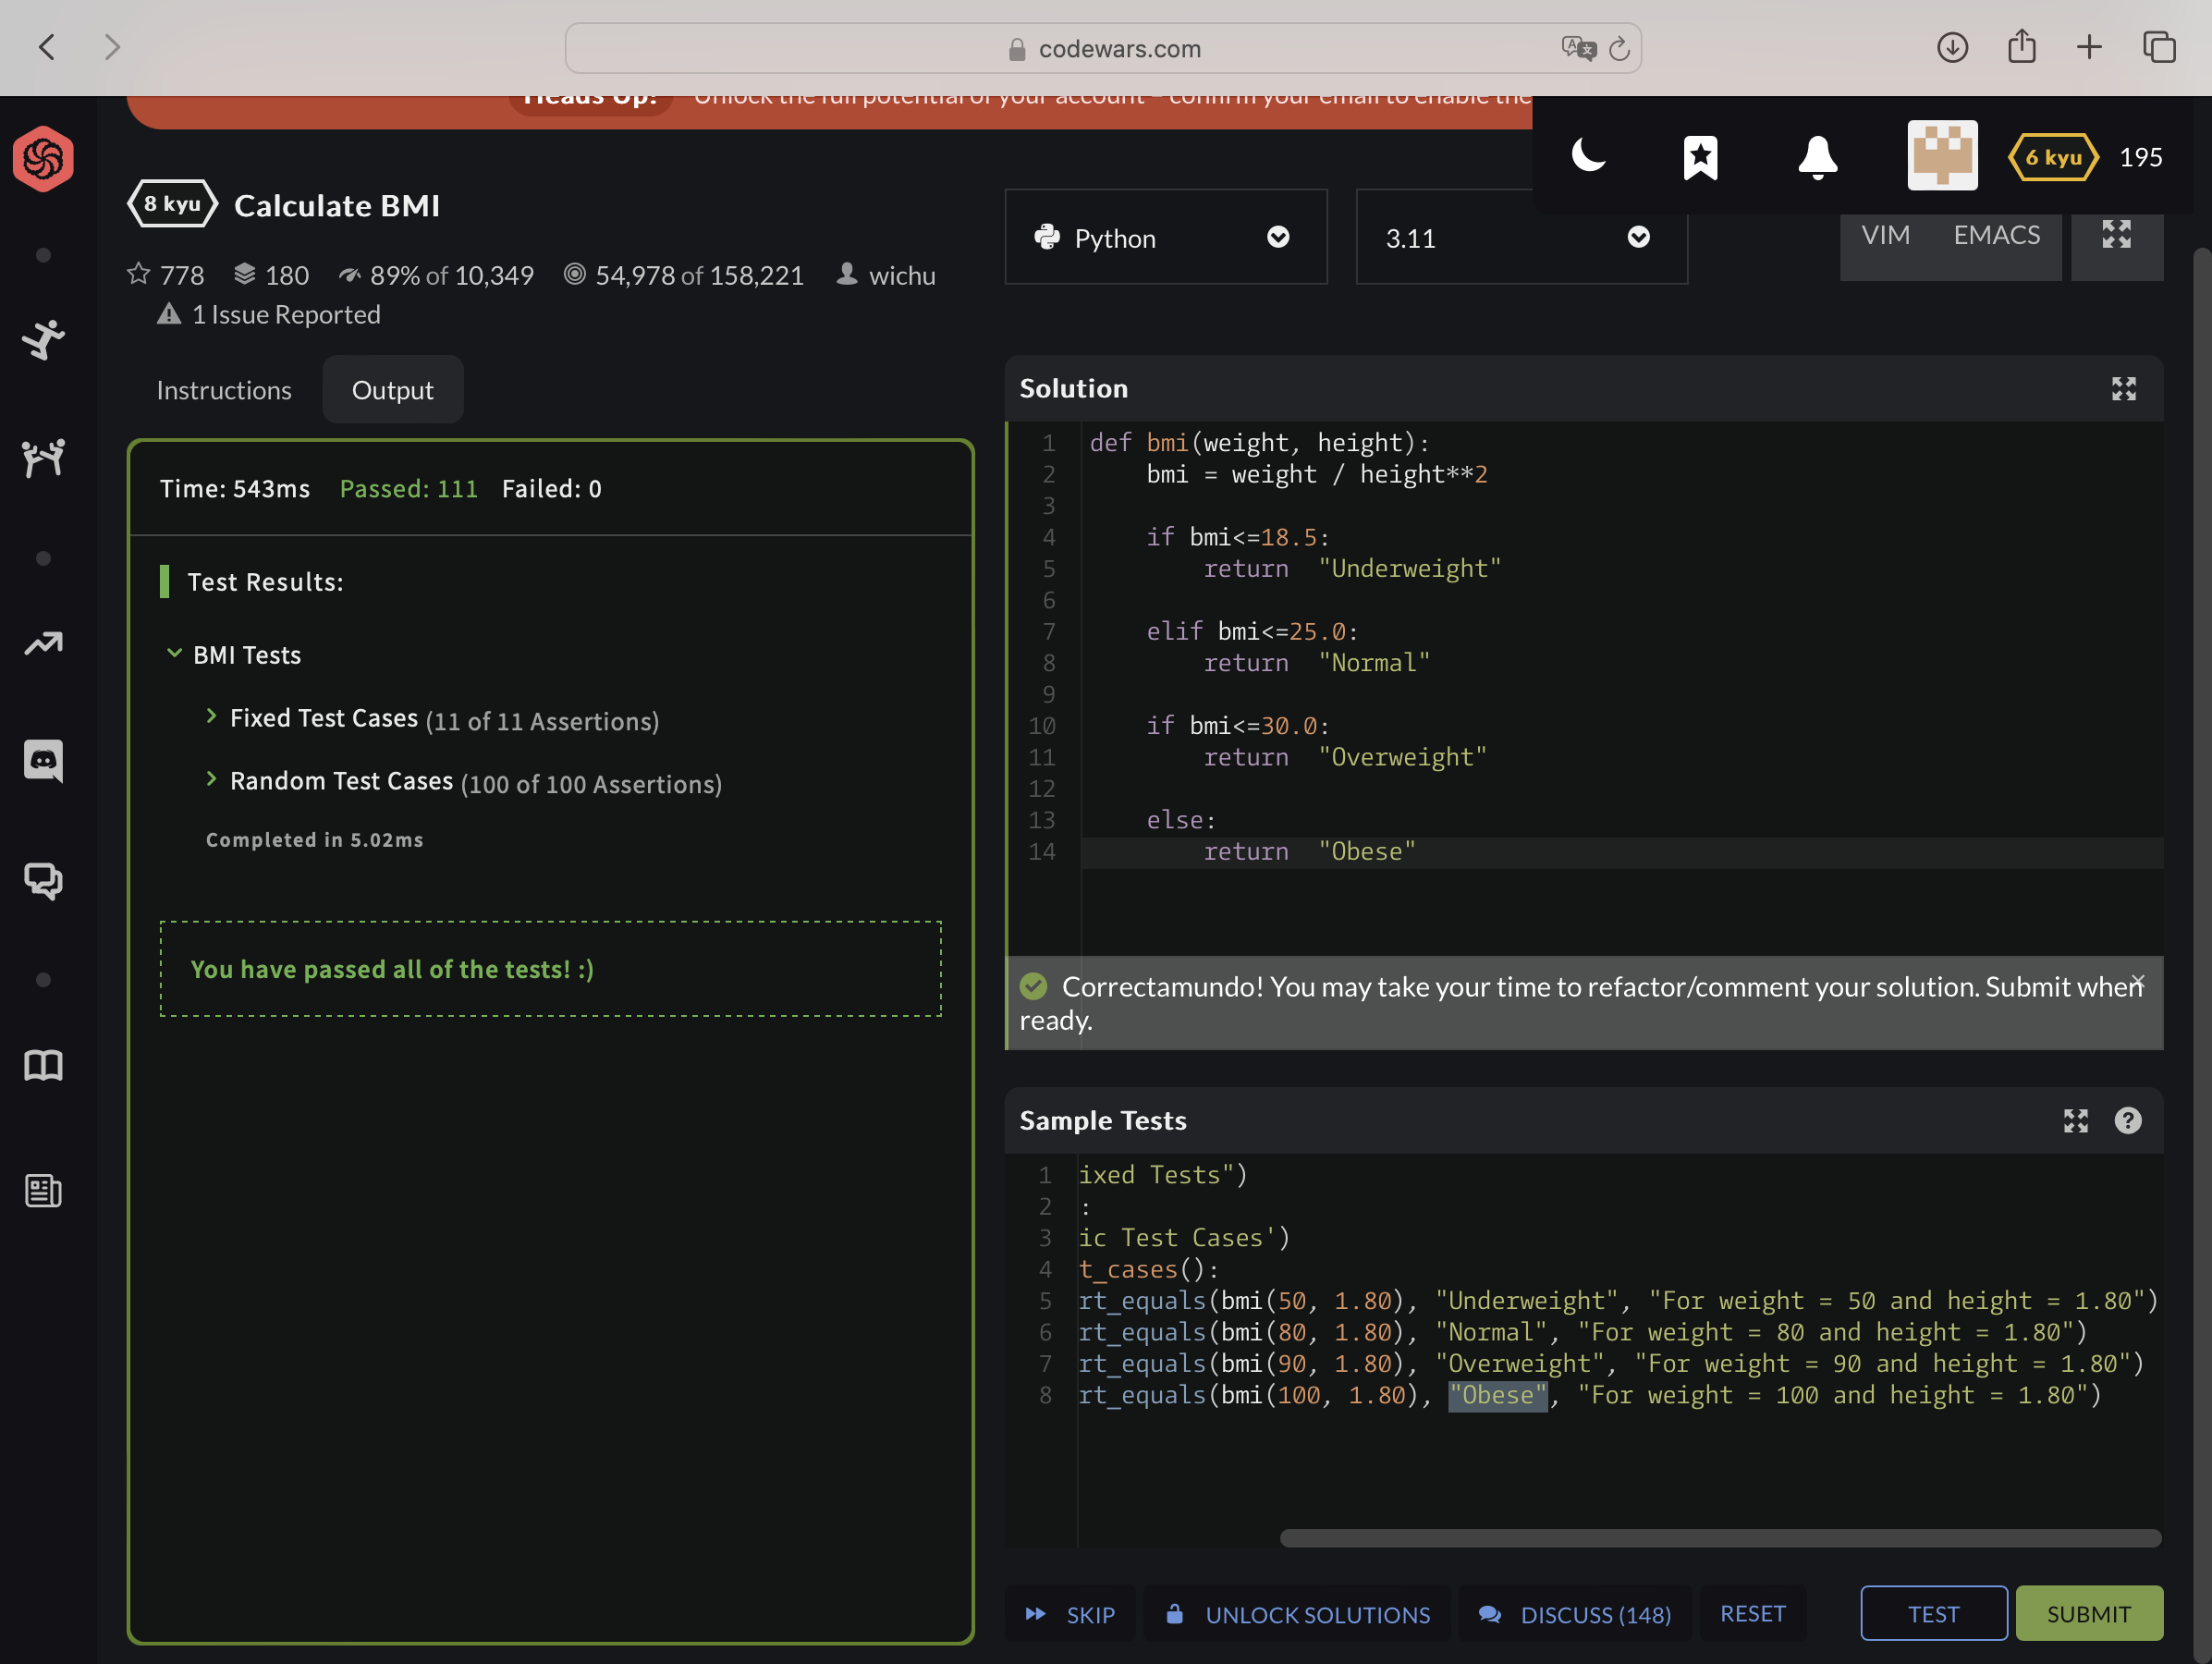 codewars.com
Heads Up! Unlock the full potential of your account – confirm your email to enable the
6 kyu 195
8 kyu Calculate BMI
778 180 89% of 10,349 54,978 of 158,221 wichu
1 Issue Reported
Python 3.11 VIM EMACS
Instructions Output
Time: 543ms Passed: 111 Failed: 0
Test Results:
BMI Tests
Fixed Test Cases (11 of 11 Assertions)
Random Test Cases (100 of 100 Assertions)
Completed in 5.02ms
You have passed all of the tests! :)
Solution
1 def bmi(weight, height):
2     bmi = weight / height**2
3
4     if bmi<=18.5:
5         return  "Underweight"
6
7     elif bmi<=25.0:
8         return  "Normal"
9
10     if bmi<=30.0:
11         return  "Overweight"
12
13     else:
14         return  "Obese"
Correctamundo! You may take your time to refactor/comment your solution. Submit when
ready.
Sample Tests
1 ixed Tests")
2 :
3 ic Test Cases')
4 t_cases():
5 rt_equals(bmi(50, 1.80), "Underweight", "For weight = 50 and height = 1.80")
6 rt_equals(bmi(80, 1.80), "Normal", "For weight = 80 and height = 1.80")
7 rt_equals(bmi(90, 1.80), "Overweight", "For weight = 90 and height = 1.80")
8 rt_equals(bmi(100, 1.80), "Obese", "For weight = 100 and height = 1.80")
SKIP UNLOCK SOLUTIONS DISCUSS (148) RESET TEST SUBMIT